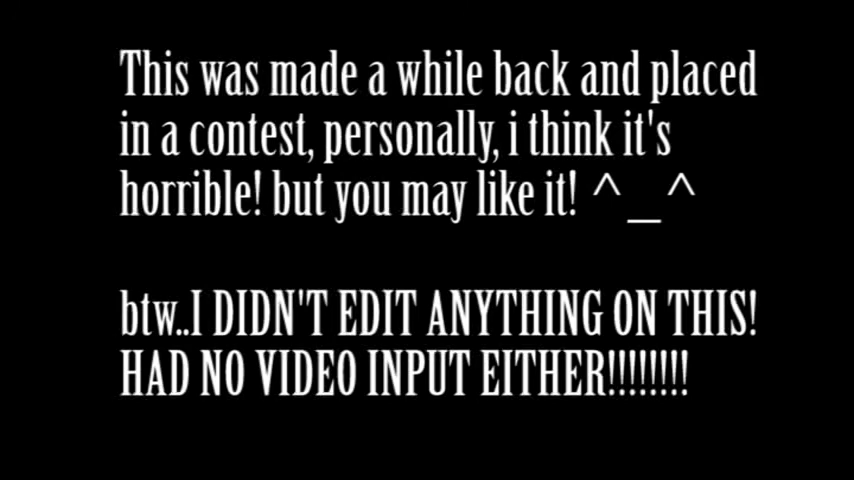 This was made a while back and placed
in a contest, personally, i think it's
horrible! but you may like it! ^_^
btw..I DIDN'T EDIT ANYTHING ON THIS!
HAD NO VIDEO INPUT EITHER!!!!!!!!